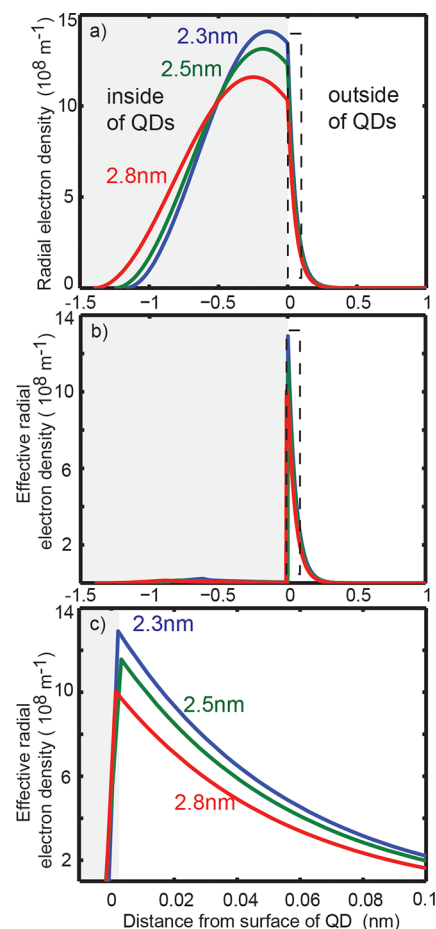 a)
2.3nm
2.5nm
2.8nm
inside
of QDs
outside
of QDs
Radial electron density (10⁸ m⁻¹)
15
10
5
0
-1.5 -1 -0.5 0 0.5 1
b)
Effective radial
electron density ( 10⁸ m⁻¹)
14
10
6
2
−1.5 −1 −0.5 0 0.5 1
c)
2.3nm
2.5nm
2.8nm
Effective radial
electron density ( 10⁸ m⁻¹)
14
10
6
2
0 0.02 0.04 0.06 0.08 0.1
Distance from surface of QD (nm)